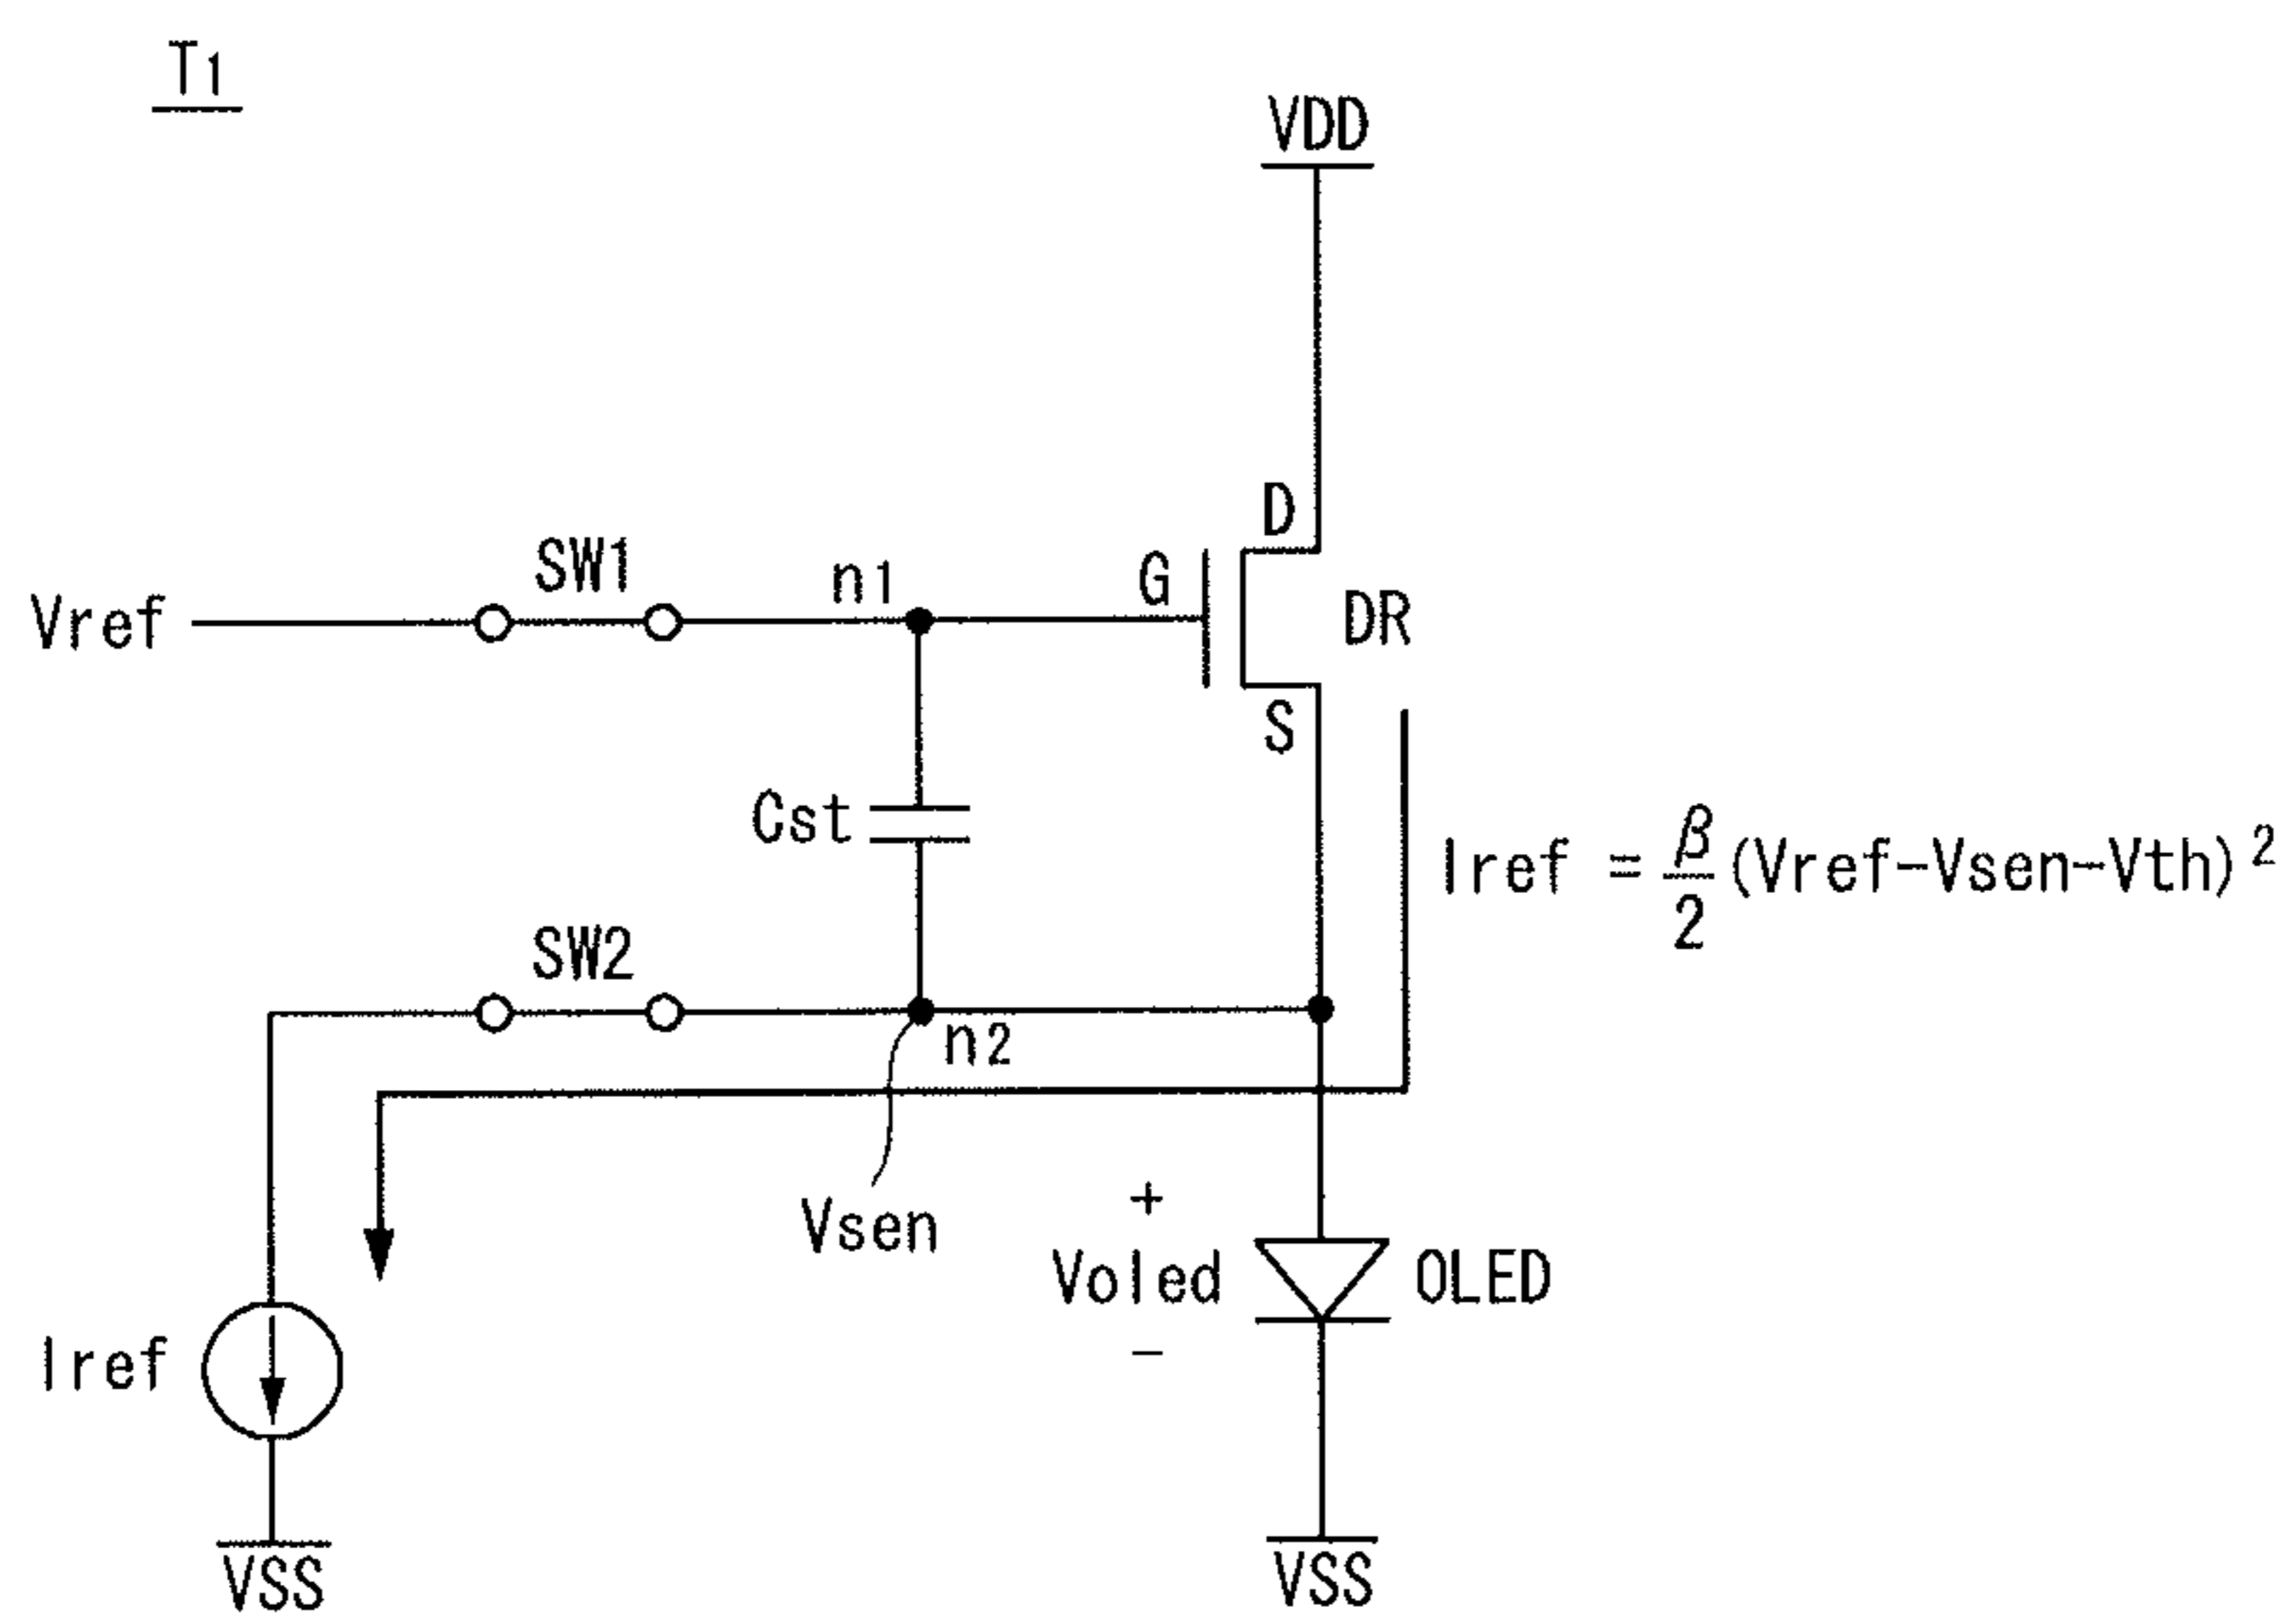 T1
VDD
D
SW1
n1
G
Vref
DR
S
Cst
Iref = β/2 (Vref-Vsen-Vth)²
SW2
n2
Vsen
+
Voled
-
OLED
Iref
VSS
VSS